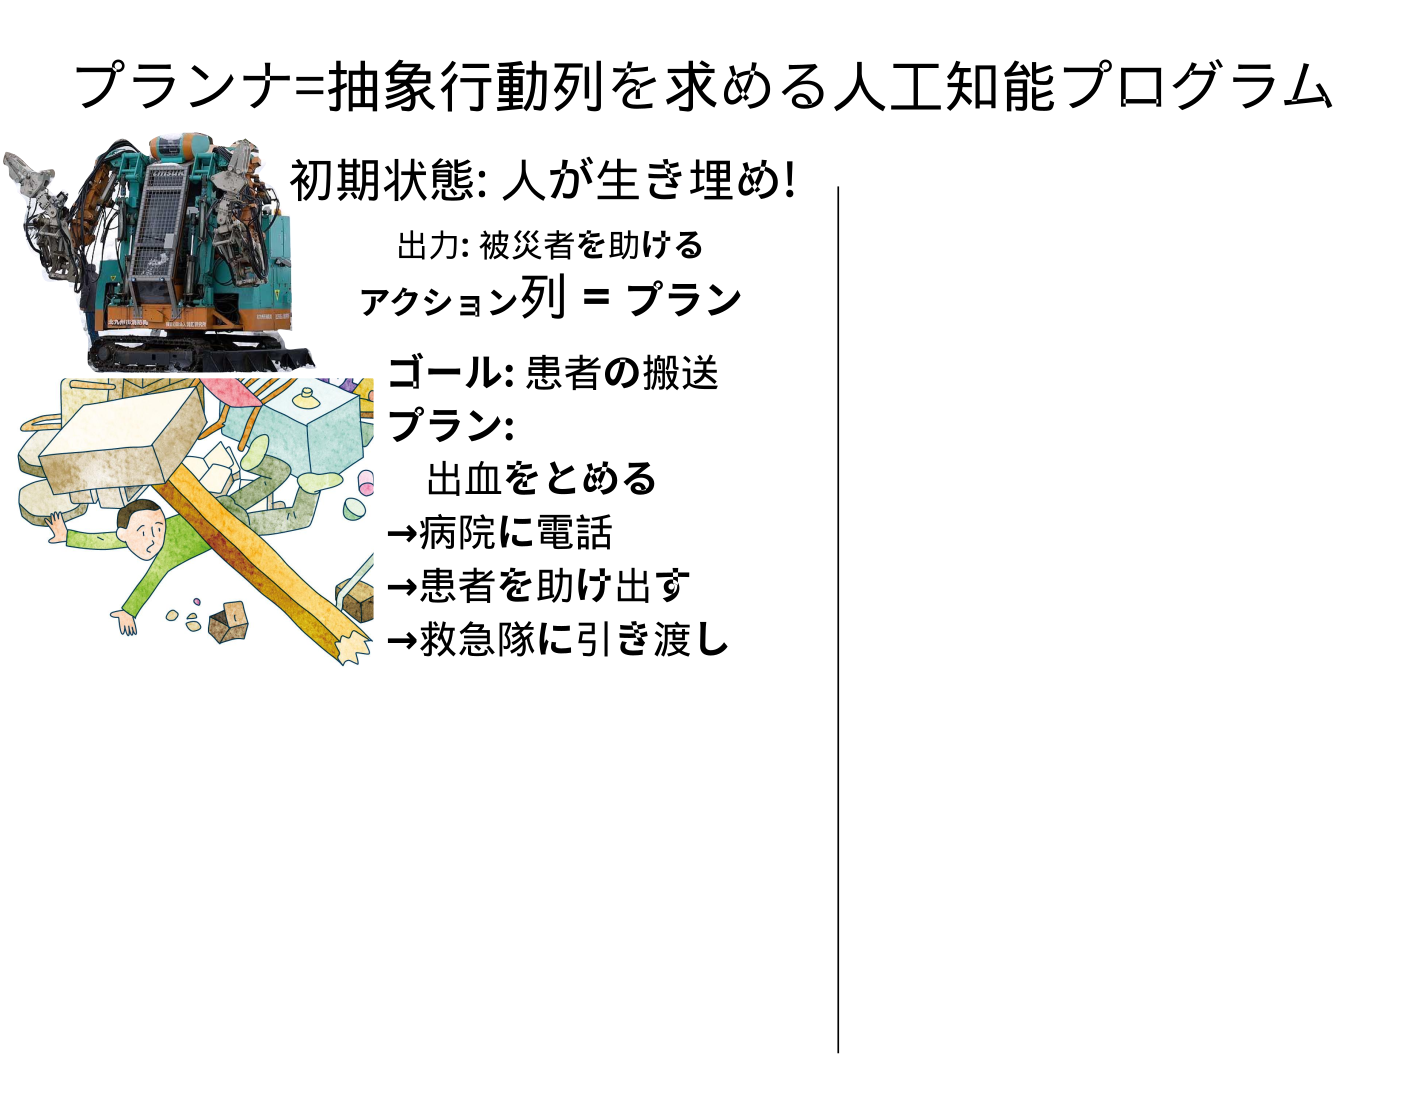 プランナ=抽象行動列を求める人工知能プログラム
初期状態: 人が生き埋め!
出力: 被災者を助ける
アクション列 = プラン
ゴール: 患者の搬送
プラン:
出血をとめる
→病院に電話
→患者を助け出す
→救急隊に引き渡し